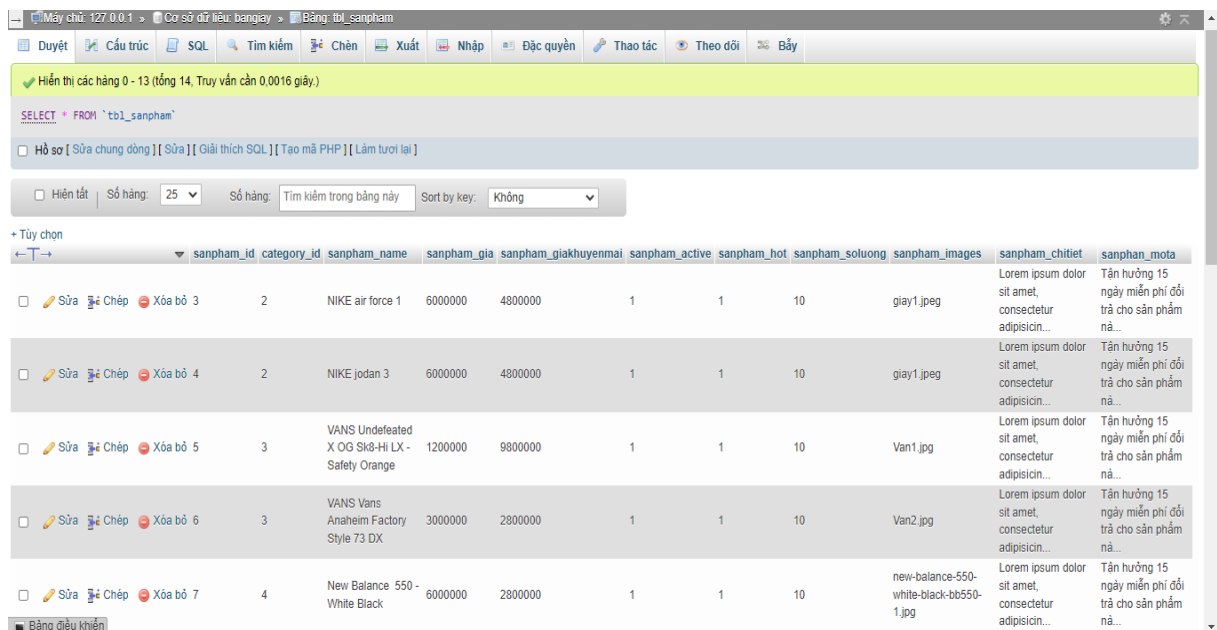 Máy chủ: 127.0.0.1 » Cơ sở dữ liệu: bangiay » Bảng: tbl_sanpham
Duyệt Cấu trúc SQL Tìm kiếm Chèn Xuất Nhập Đặc quyền Thao tác Theo dõi Bẫy
Hiển thị các hàng 0 - 13 (tổng 14, Truy vấn cần 0,0016 giây.)
SELECT * FROM `tbl_sanpham`
Hồ sơ [ Sửa chung dòng ] [ Sửa ] [ Giải thích SQL ] [ Tạo mã PHP ] [ Làm tươi lại ]
Hiện tất | Số hàng: 25 Số hàng: Tìm kiếm trong bảng này Sort by key: Không
+ Tùy chọn
←T→ sanpham_id category_id sanpham_name sanpham_gia sanpham_giakhuyenmai sanpham_active sanpham_hot sanpham_soluong sanpham_images sanpham_chitiet sanphan_mota
Lorem ipsum dolor Tận hưởng 15
sit amet, ngày miễn phí đổi
Sửa Chép Xóa bỏ 3 2 NIKE air force 1 6000000 4800000 1 1 10 giay1.jpeg
consectetur trả cho sản phẩm
adipisicin... nà...
Lorem ipsum dolor Tận hưởng 15
sit amet, ngày miễn phí đổi
Sửa Chép Xóa bỏ 4 2 NIKE jodan 3 6000000 4800000 1 1 10 giay1.jpeg
consectetur trả cho sản phẩm
adipisicin... nà...
Lorem ipsum dolor Tận hưởng 15
VANS Undefeated sit amet, ngày miễn phí đổi
Sửa Chép Xóa bỏ 5 3 X OG Sk8-Hi LX - 1200000 9800000 1 1 10 Van1.jpg
Safety Orange consectetur trả cho sản phẩm
adipisicin... nà...
Lorem ipsum dolor Tận hưởng 15
VANS Vans sit amet, ngày miễn phí đổi
Sửa Chép Xóa bỏ 6 3 Anaheim Factory 3000000 2800000 1 1 10 Van2.jpg
Style 73 DX consectetur trả cho sản phẩm
adipisicin... nà...
Lorem ipsum dolor Tận hưởng 15
New Balance 550 - new-balance-550- sit amet, ngày miễn phí đổi
Sửa Chép Xóa bỏ 7 4 White Black 6000000 2800000 1 1 10 white-black-bb550- consectetur trả cho sản phẩm
1.jpg adipisicin... nà...
Bảng điều khiển